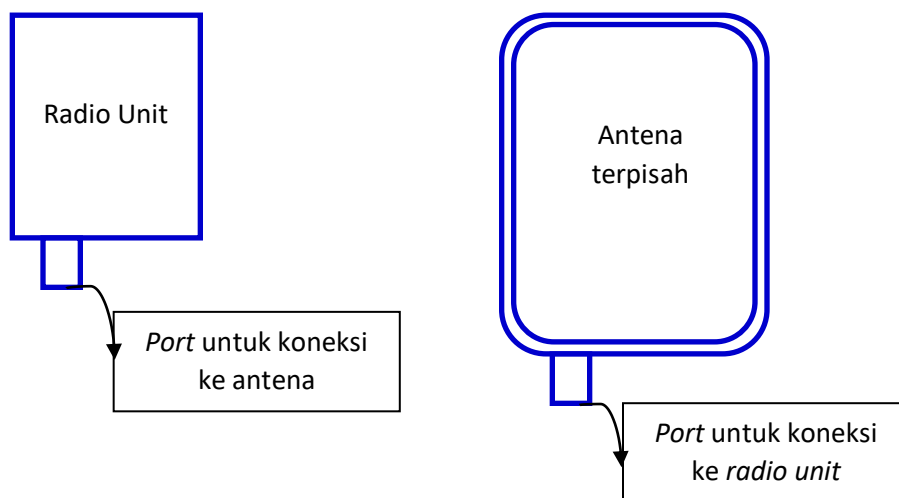 Radio Unit
Antena
terpisah
Port untuk koneksi
ke antena
Port untuk koneksi
ke radio unit